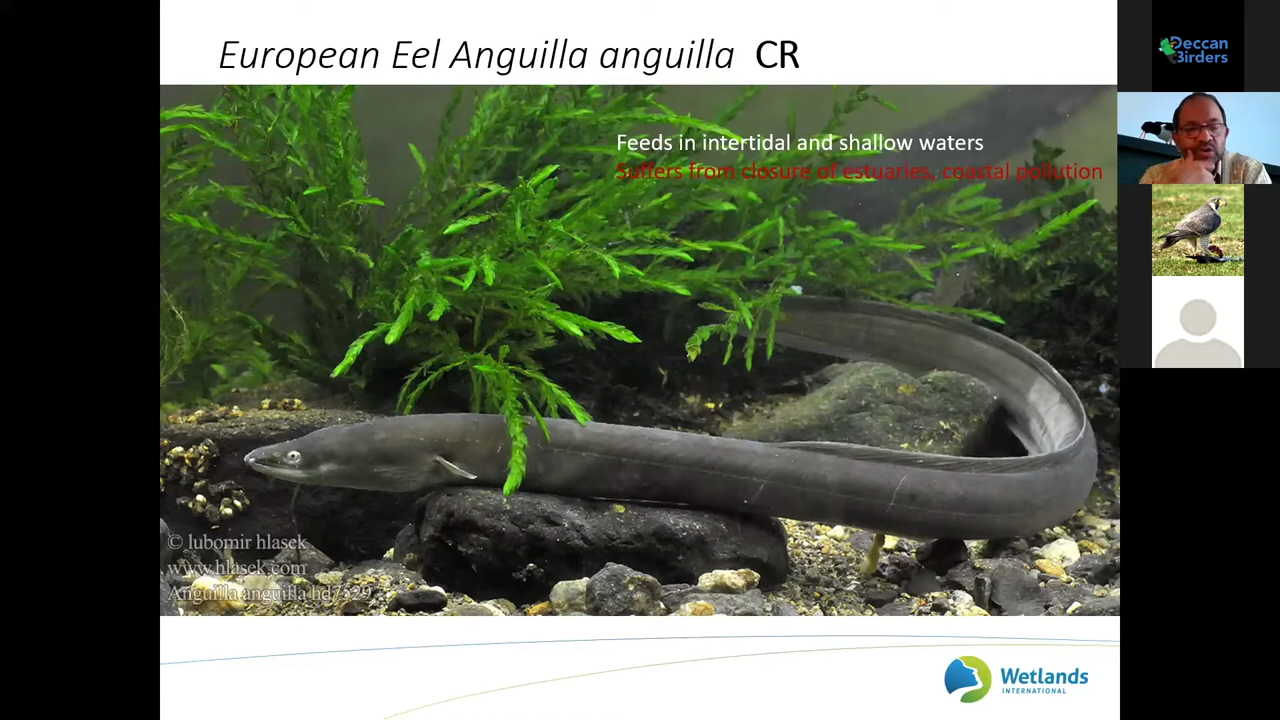 European Eel Anguilla anguilla CR
Feeds in intertidal and shallow waters
Suffers from closure of estuaries, coastal pollution
© lubomir hlasek
www.hlasek.com
Anguilla anguilla hd7529
Wetlands
INTERNATIONAL
Deccan
Birders